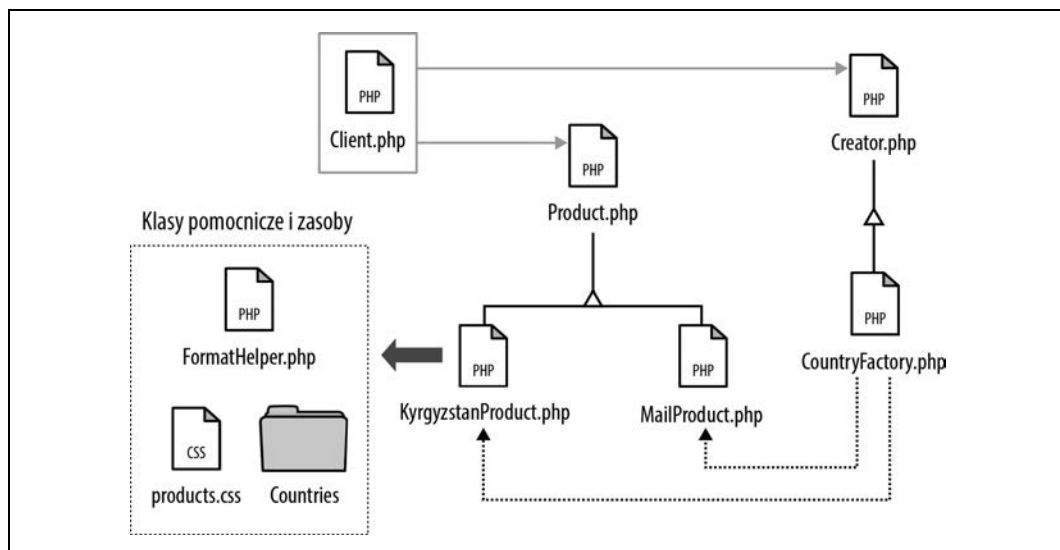 PHP
Client.php
PHP
Creator.php
PHP
Product.php
Klasy pomocnicze i zasoby
PHP
FormatHelper.php
PHP
KyrgyzstanProduct.php
PHP
MailProduct.php
PHP
CountryFactory.php
CSS
products.css
Countries